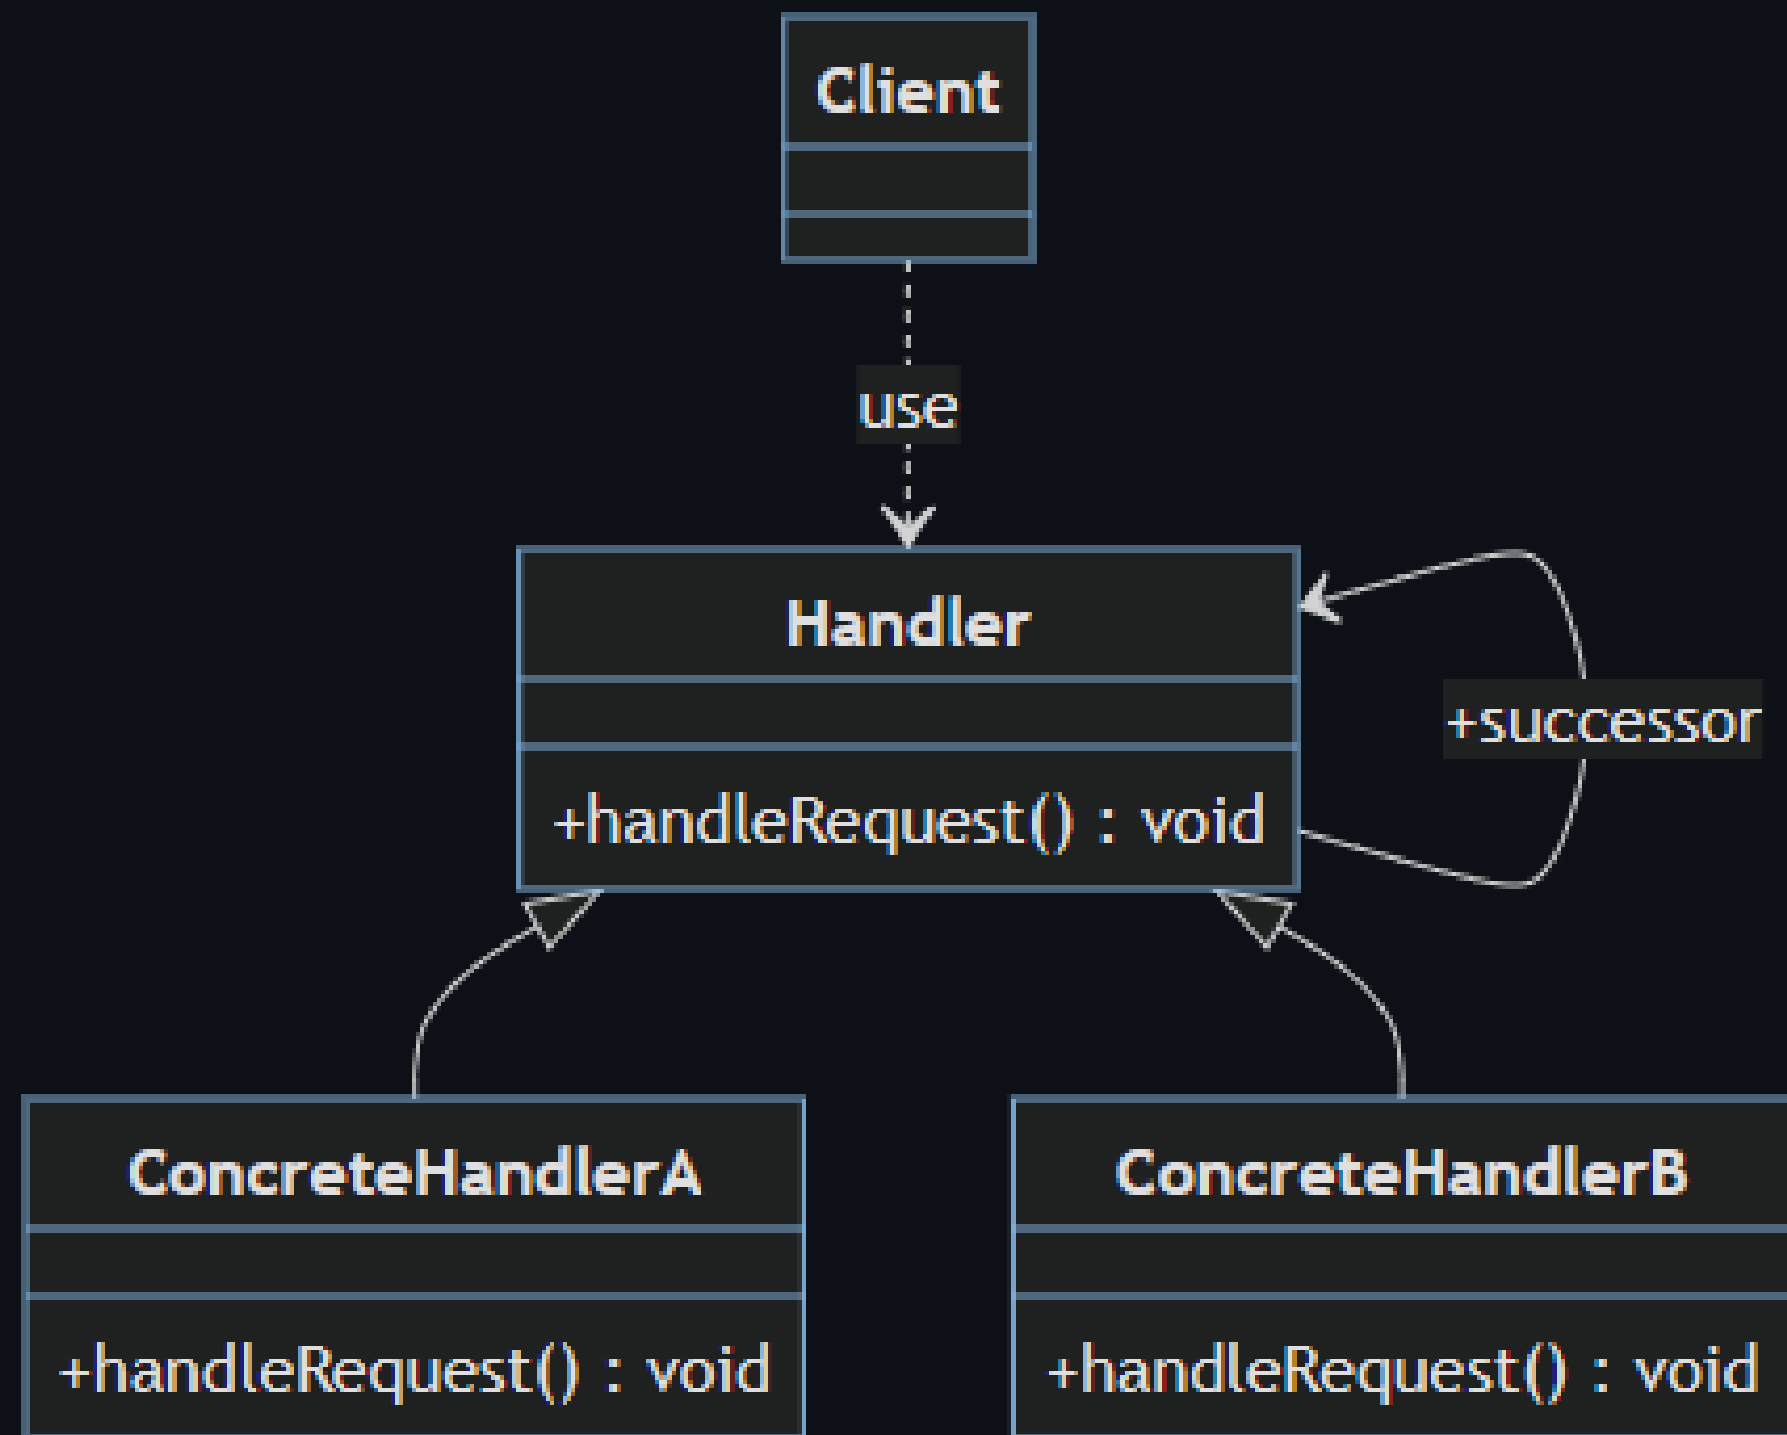 Client
use
Handler
+successor
+handleRequest() : void
ConcreteHandlerA
+handleRequest() : void
ConcreteHandlerB
+handleRequest() : void